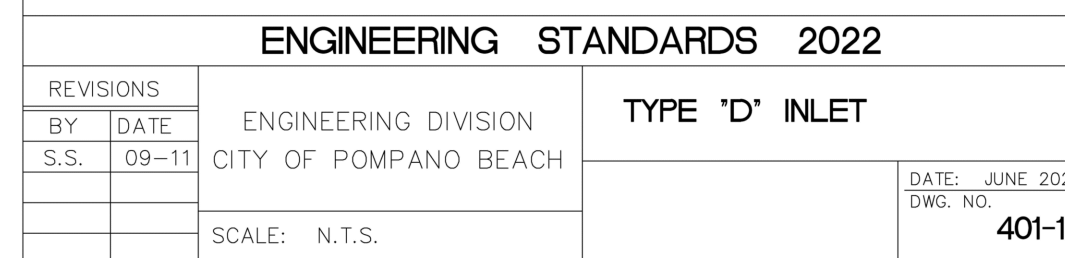 ENGINEERING STANDARDS 2022
REVISIONS
BY DATE
S.S. 09-11
ENGINEERING DIVISION
CITY OF POMPANO BEACH
SCALE: N.T.S.
TYPE "D" INLET
DATE: JUNE
DWG. NO.
401-1